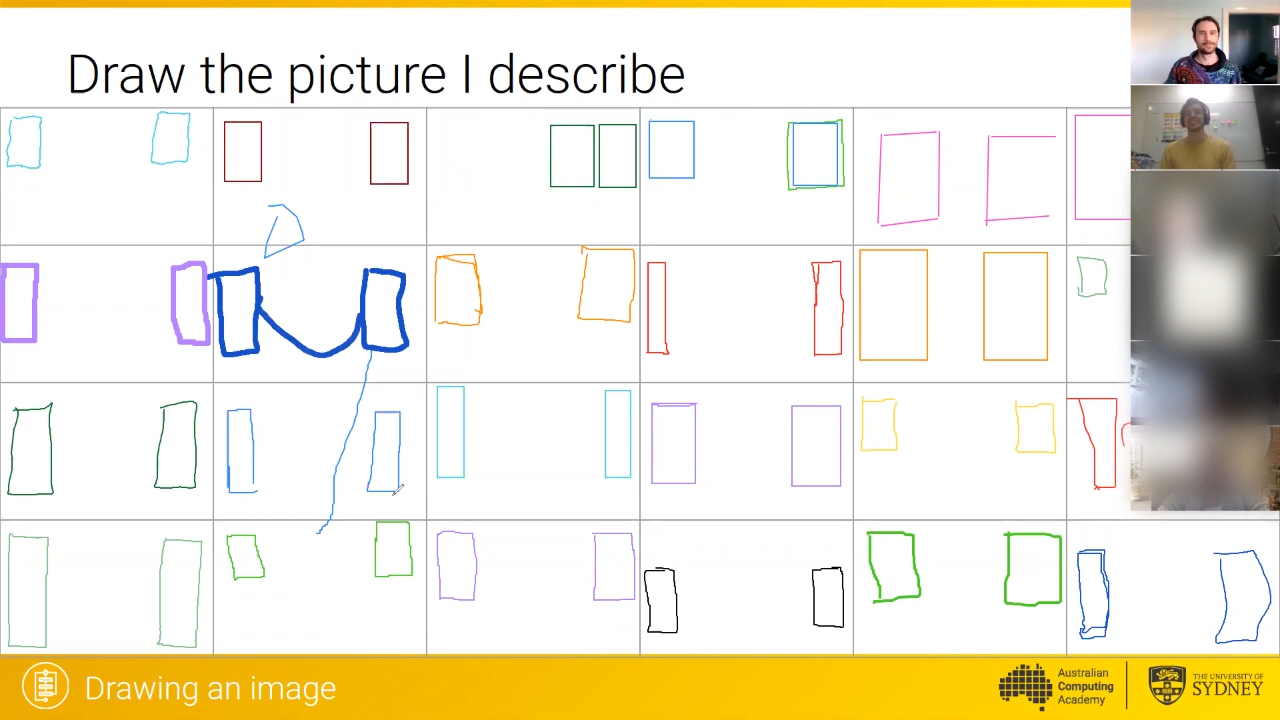 Draw the picture I describe
Drawing an image
Australian
Computing
Academy
THE UNIVERSITY OF
SYDNEY